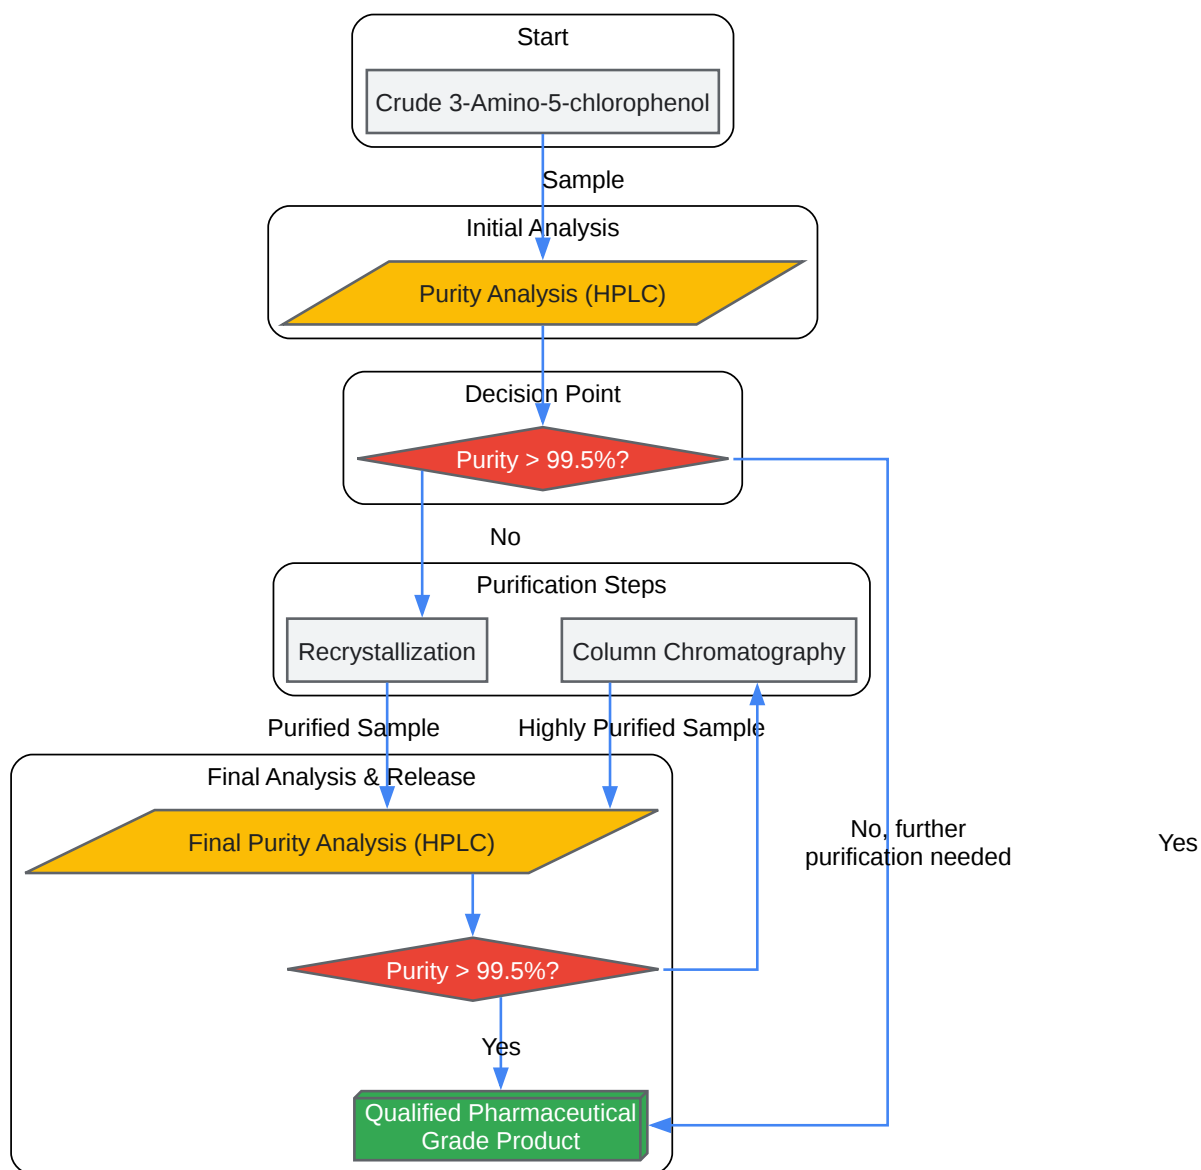 Start
Crude 3-Amino-5-chlorophenol
Sample
Initial Analysis
Purity Analysis (HPLC)
Decision Point
Purity > 99.5%?
No
Purification Steps
Recrystallization
Column Chromatography
Purified Sample
Highly Purified Sample
Final Analysis & Release
Final Purity Analysis (HPLC)
No, further
purification needed
Yes
Purity > 99.5%?
Yes
Qualified Pharmaceutical
Grade Product